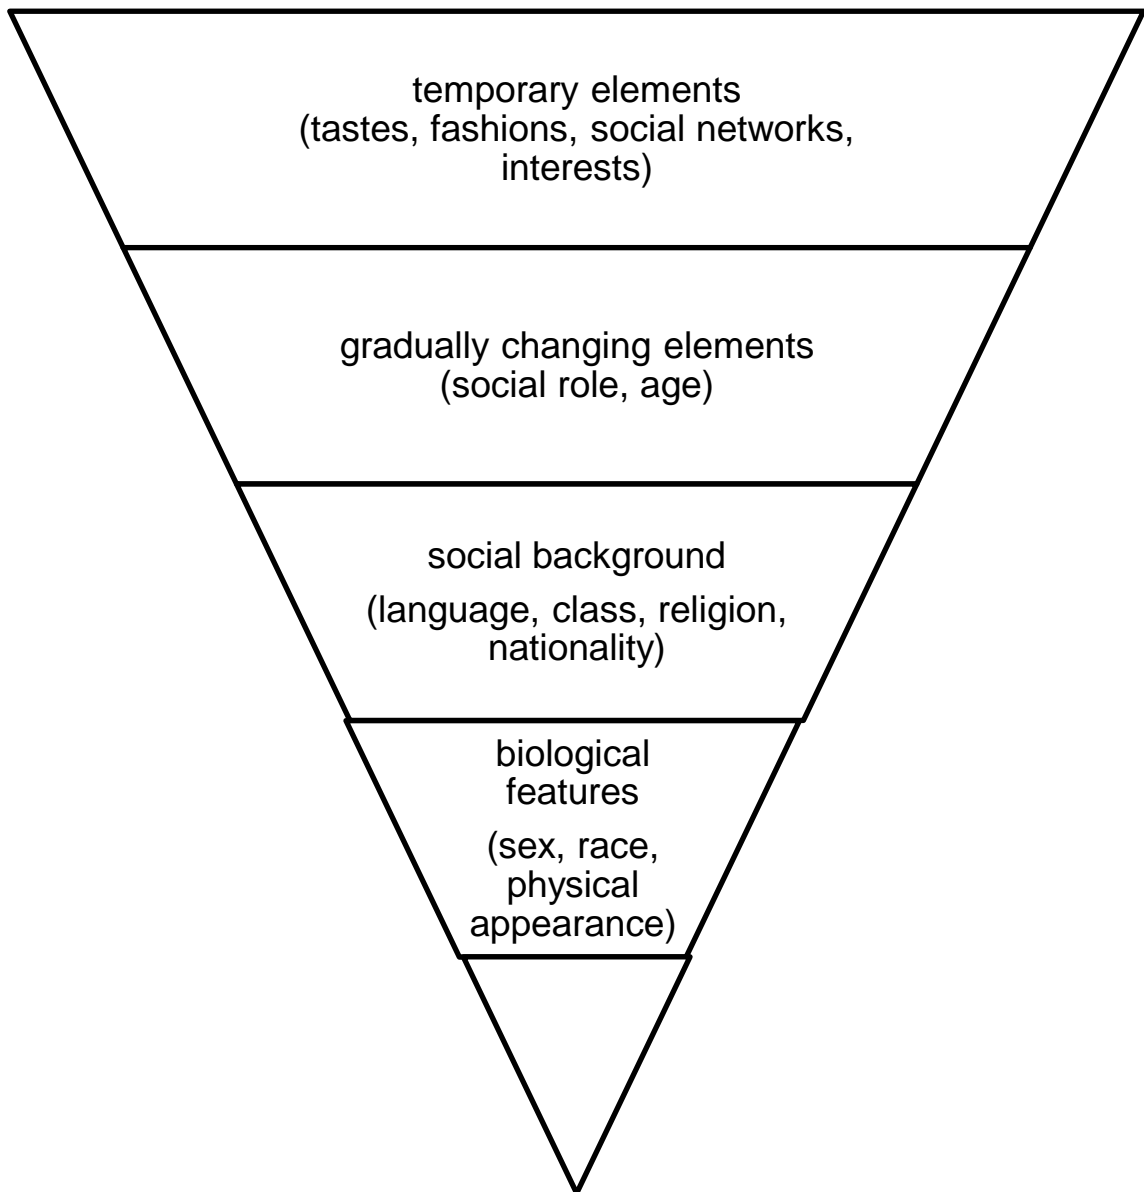 temporary elements
(tastes, fashions, social networks,
interests)
gradually changing elements
(social role, age)
social background
(language, class, religion,
nationality)
biological
features
(sex, race,
physical
appearance)